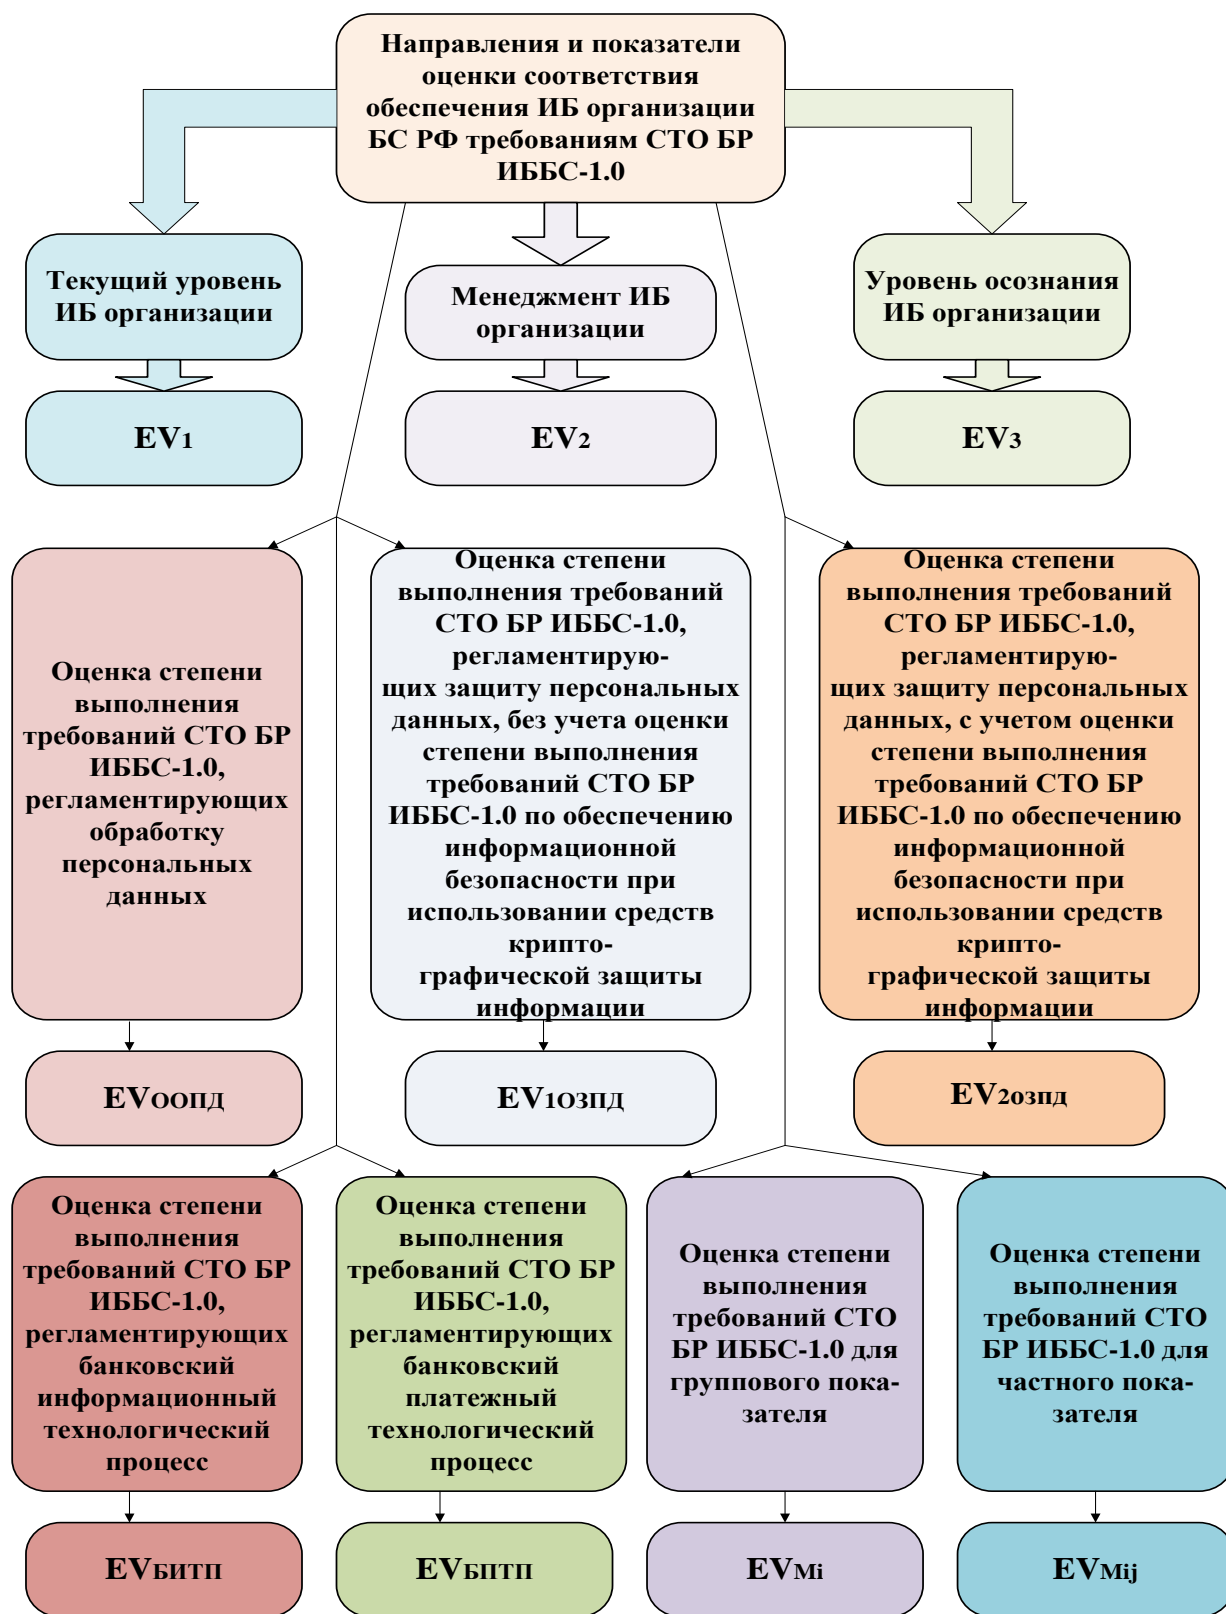 Направления и показатели
оценки соответствия
обеспечения ИБ организации
БС РФ требованиям СТО БР
ИББС-1.0
Текущий уровень
ИБ организации
Менеджмент ИБ
организации
Уровень осознания
ИБ организации
EV1
EV2
EV3
Оценка степени
выполнения
требований СТО БР
ИББС-1.0,
регламентирующих
обработку
персональных
данных
Оценка степени
выполнения требований
СТО БР ИББС-1.0,
регламентирую-
щих защиту персональных
данных, без учета оценки
степени выполнения
требований СТО БР
ИББС-1.0 по обеспечению
информационной
безопасности при
использовании средств
крипто-
графической защиты
информации
Оценка степени
выполнения требований
СТО БР ИББС-1.0,
регламентирую-
щих защиту персональных
данных, с учетом оценки
степени выполнения
требований СТО БР
ИББС-1.0 по обеспечению
информационной
безопасности при
использовании средств
крипто-
графической защиты
информации
EVООПД
EV1ОЗПД
EV2озпд
Оценка степени
выполнения
требований СТО БР
ИББС-1.0,
регламентирующих
банковский
информационный
технологический
процесс
Оценка степени
выполнения
требований СТО БР
ИББС-1.0,
регламентирующих
банковский
платежный
технологический
процесс
Оценка степени
выполнения
требований СТО
БР ИББС-1.0 для
группового пока-
зателя
Оценка степени
выполнения
требований СТО
БР ИББС-1.0 для
частного пока-
зателя
EVБИТП
EVБПТП
EVMi
EVMij